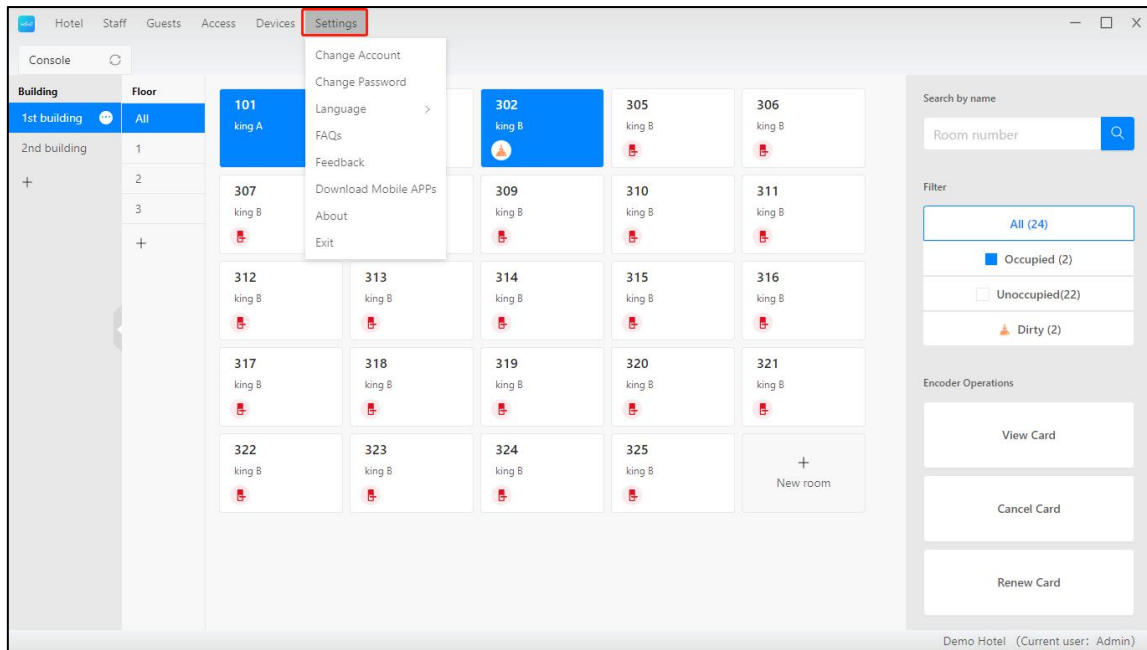 Hotel Staff Guests Access Devices Settings
Console
Change Account
Change Password
Language
FAQs
Feedback
Download Mobile APPs
About
Exit
Building
1st building
2nd building
Floor
All
1
2
3
101
king A
302
king B
305
king B
306
king B
307
king B
309
king B
310
king B
311
king B
312
king B
313
king B
314
king B
315
king B
316
king B
317
king B
318
king B
319
king B
320
king B
321
king B
322
king B
323
king B
324
king B
325
king B
+
New room
Search by name
Room number
Filter
All (24)
Occupied (2)
Unoccupied(22)
Dirty (2)
Encoder Operations
View Card
Cancel Card
Renew Card
Demo Hotel (Current user: Admin)